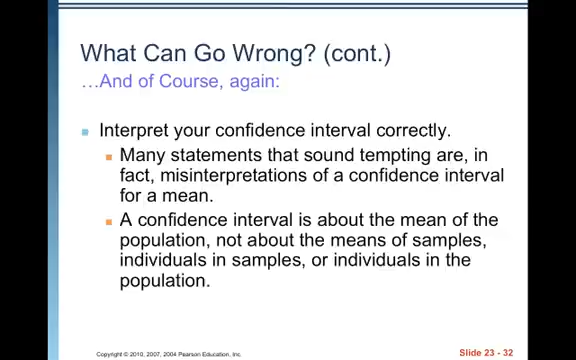 What Can Go Wrong? (cont.)
…And of Course, again:
Interpret your confidence interval correctly.
Many statements that sound tempting are, in
fact, misinterpretations of a confidence interval
for a mean.
A confidence interval is about the mean of the
population, not about the means of samples,
individuals in samples, or individuals in the
population.
Copyright © 2010, 2007, 2004 Pearson Education, Inc.
Slide 23 - 32